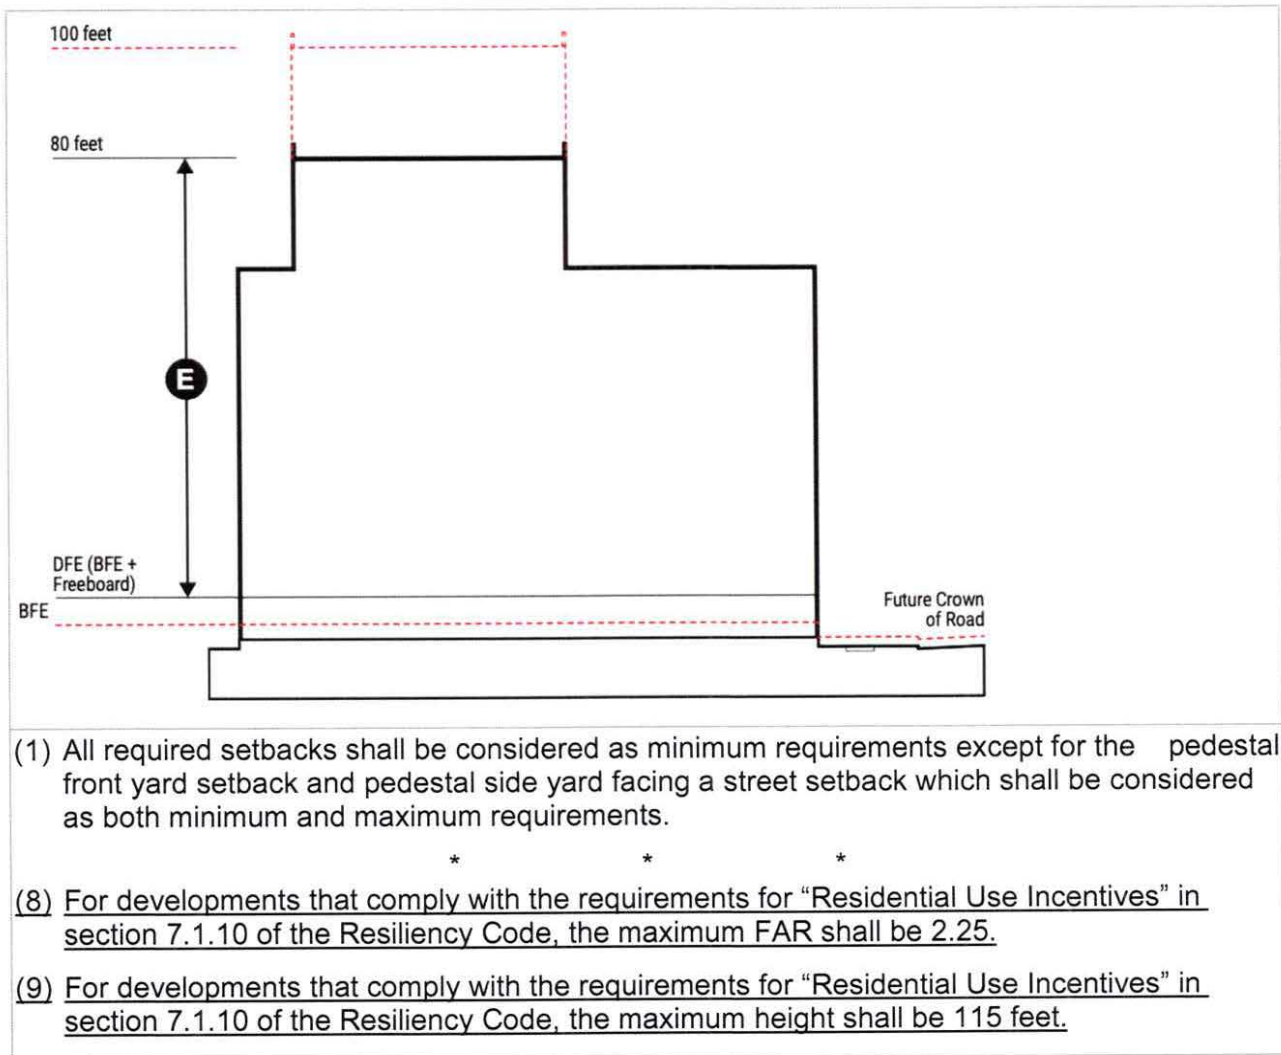 100 feet
80 feet
E
DFE (BFE +
Freeboard)
BFE
Future Crown
of Road
(1) All required setbacks shall be considered as minimum requirements except for the pedestal
front yard setback and pedestal side yard facing a street setback which shall be considered
as both minimum and maximum requirements.
* * *
(8) For developments that comply with the requirements for “Residential Use Incentives” in
section 7.1.10 of the Resiliency Code, the maximum FAR shall be 2.25.
(9) For developments that comply with the requirements for “Residential Use Incentives” in
section 7.1.10 of the Resiliency Code, the maximum height shall be 115 feet.